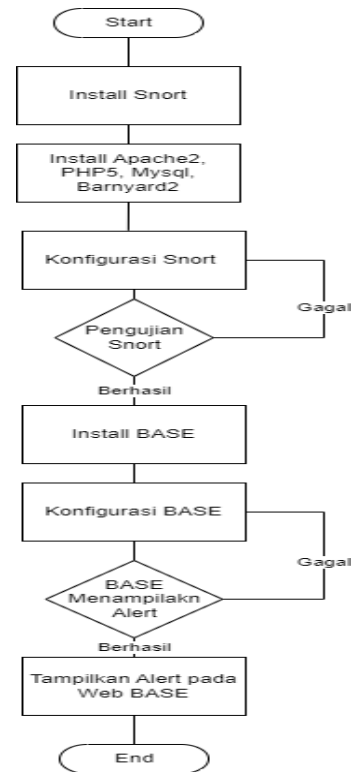 Start
Install Snort
Install Apache2,
PHP5, Mysql,
Barnyard2
Konfigurasi Snort
Gagal
Pengujian
Snort
Berhasil
Install BASE
Konfigurasi BASE
Gagal
BASE
Menampilakn
Alert
Berhasil
Tampilkan Alert pada
Web BASE
End